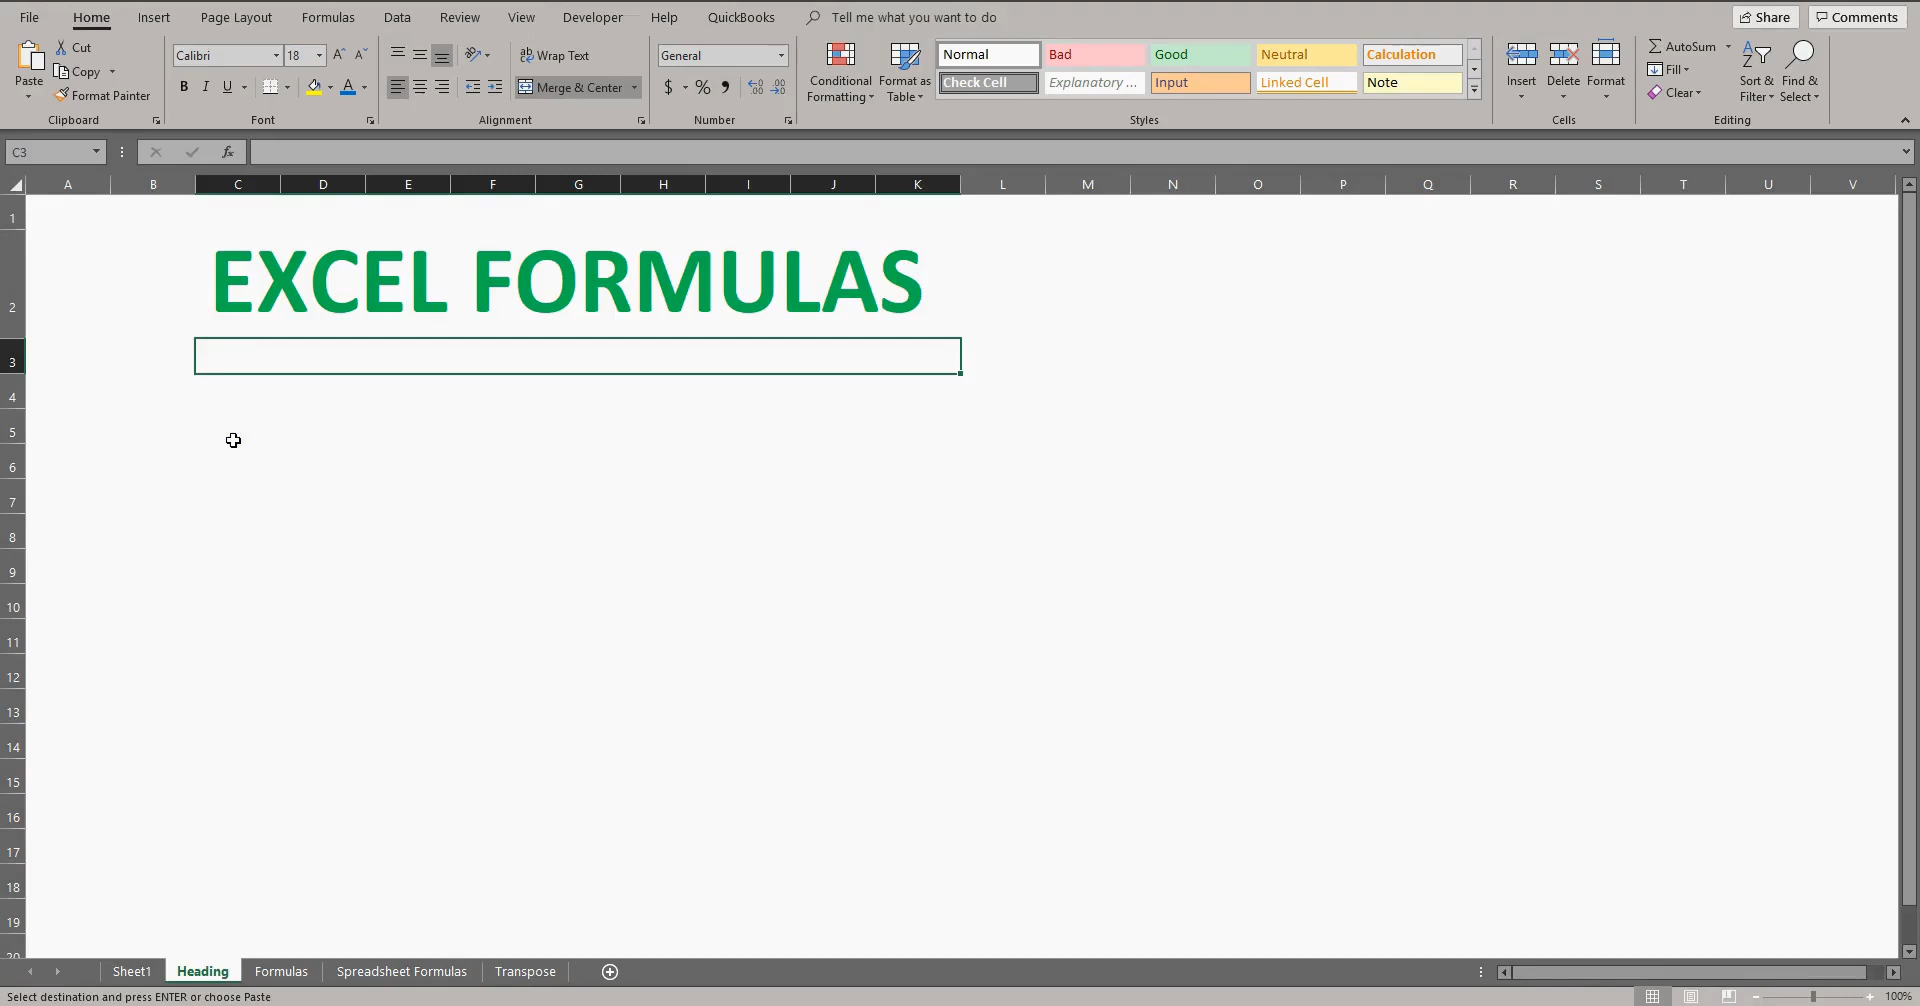 File Home Insert Page Layout Formulas Data Review View Developer Help QuickBooks Tell me what you want to do Share Comments
Paste Cut Copy Format Painter Clipboard
Calibri 18 B I U Font
Wrap Text Merge & Center Alignment
General $ % Number
Conditional Formatting Format as Table
Normal Bad Good Neutral Calculation
Check Cell Explanatory ... Input Linked Cell Note
Styles
Insert Delete Format Cells
AutoSum Fill Clear Sort & Filter Find & Select Editing
C3 fx
A B C D E F G H I J K L M N O P Q R S T U V
1
2 EXCEL FORMULAS
3
4
5
6
7
8
9
10
11
12
13
14
15
16
17
18
19
20
Sheet1 Heading Formulas Spreadsheet Formulas Transpose
Select destination and press ENTER or choose Paste 100%